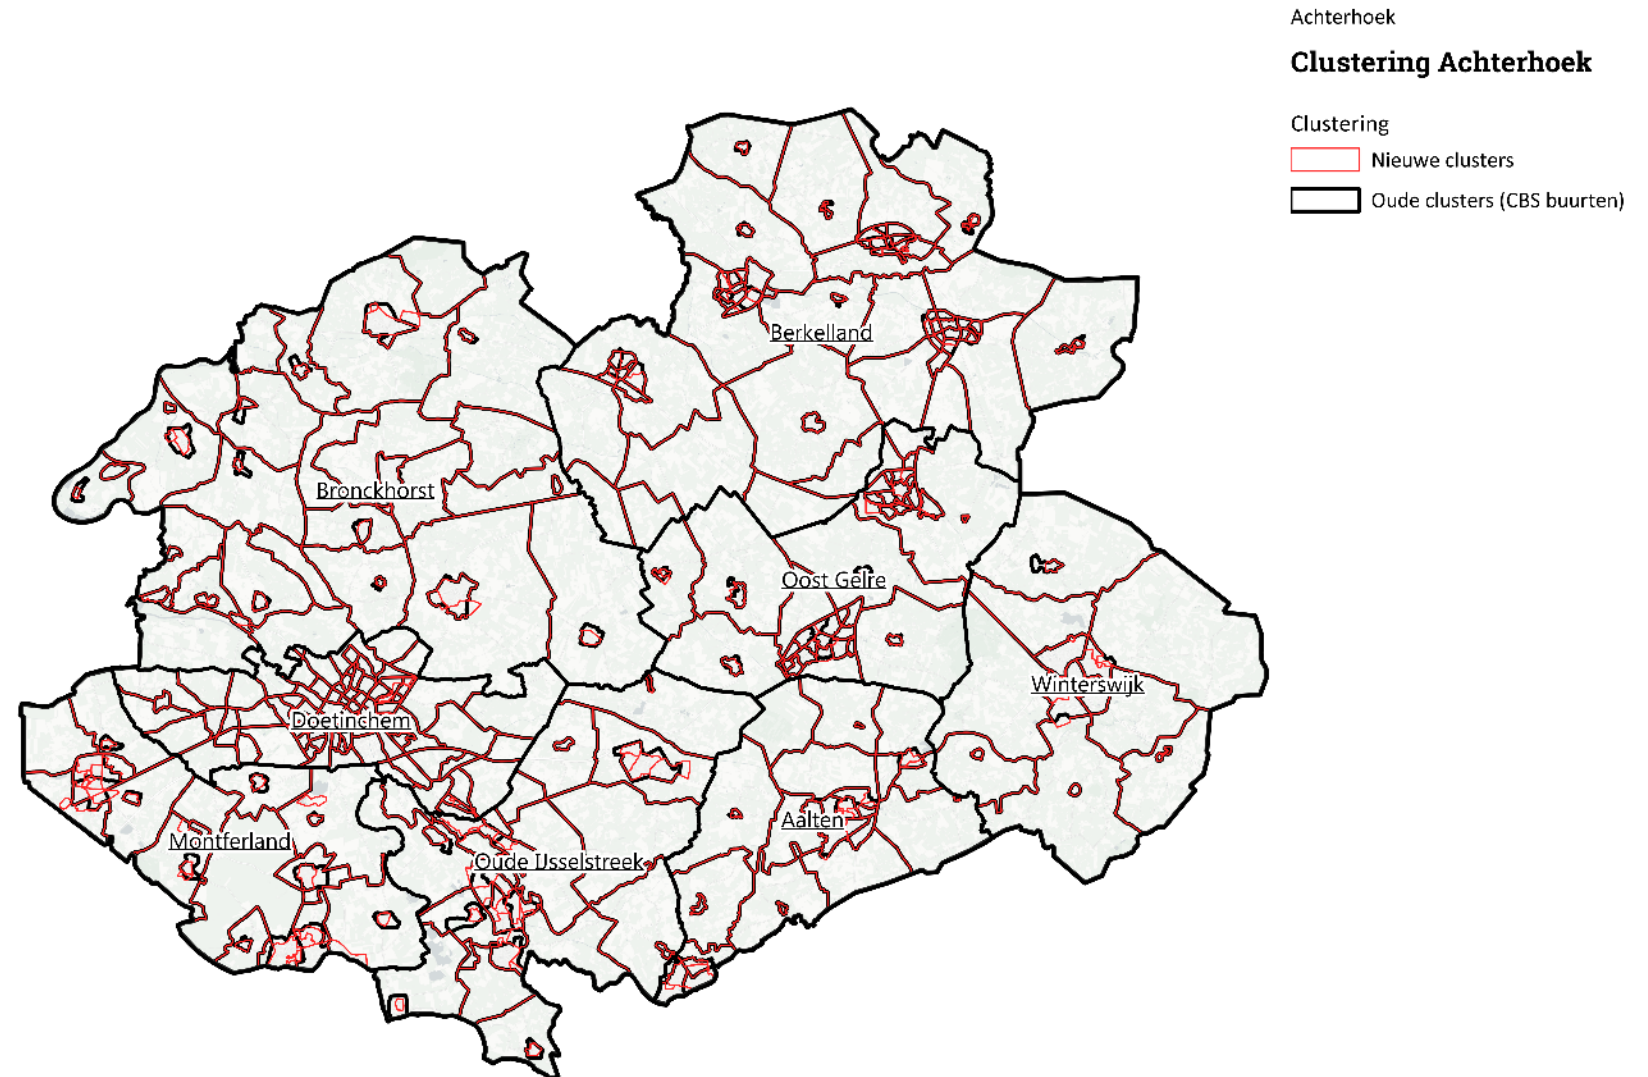 Achterhoek
Clustering Achterhoek
Clustering
Nieuwe clusters
Oude clusters (CBS buurten)
Berkelland
Bronckhorst
Oost Gelre
Winterswijk
Doetinchem
Aalten
Montferland
Oude IJsselstreek